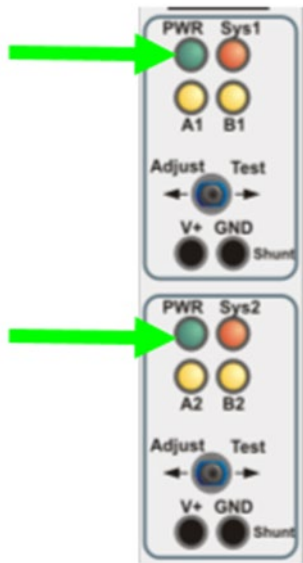 PWR Sys1
A1 B1
Adjust Test
V+ GND
Shunt
PWR Sys2
A2 B2
Adjust Test
V+ GND
Shunt